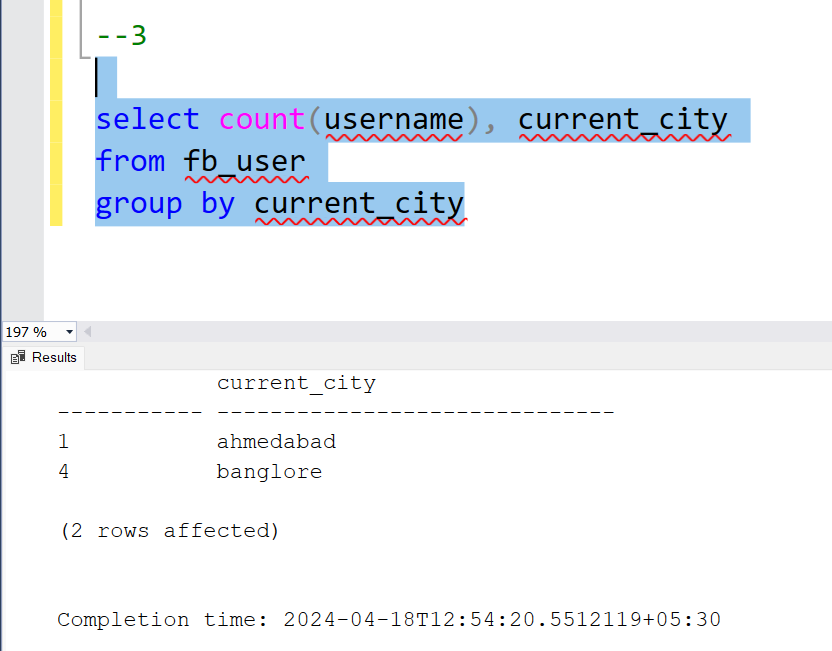 --3
select count(username), current_city
from fb_user
group by current_city
197 %
Results
current_city
----------- ------------------------------
1 ahmedabad
4 banglore
(2 rows affected)
Completion time: 2024-04-18T12:54:20.5512119+05:30